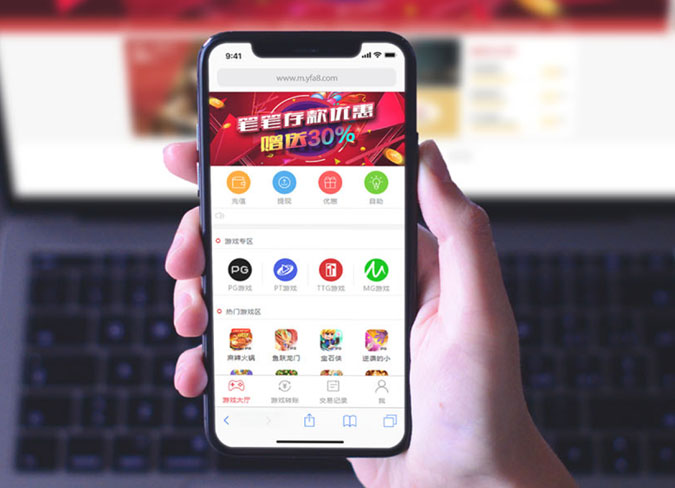 9:41
www.m.yfa8.com
笔笔存款优惠
赠送30%
充值 提现 优惠 自助
游戏专区
PG
PG游戏 PT游戏 TTG游戏 MG游戏
热门游戏区
麻辣火锅 鱼跃龙门 宝石侠 逆袭的小
游戏大厅 游戏转账 交易记录 我